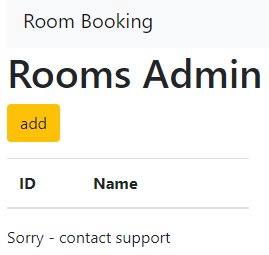 Room Booking
Rooms Admin
add
ID Name
Sorry - contact support